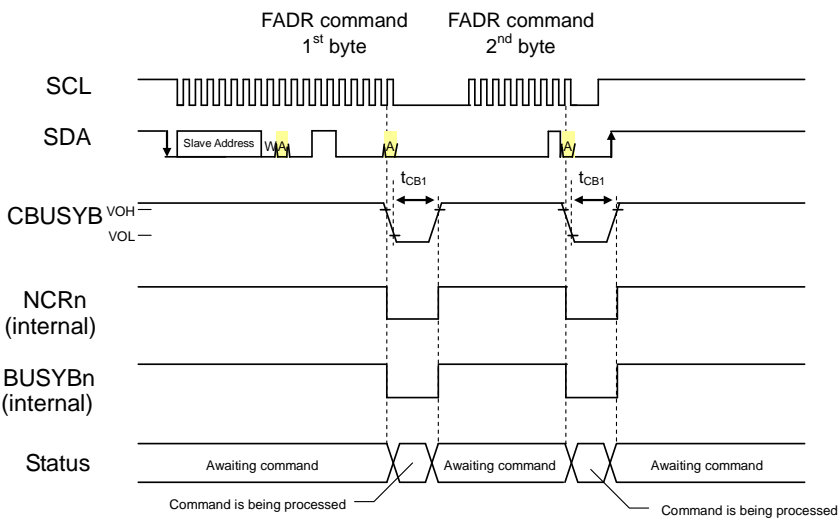 FADR command
1st byte
FADR command
2nd byte
SCL
SDA
Slave Address
W
A
A
A
tCB1
tCB1
CBUSYB
VOH
VOL
NCRn
(internal)
BUSYBn
(internal)
Status
Awaiting command
Awaiting command
Awaiting command
Command is being processed
Command is being processed